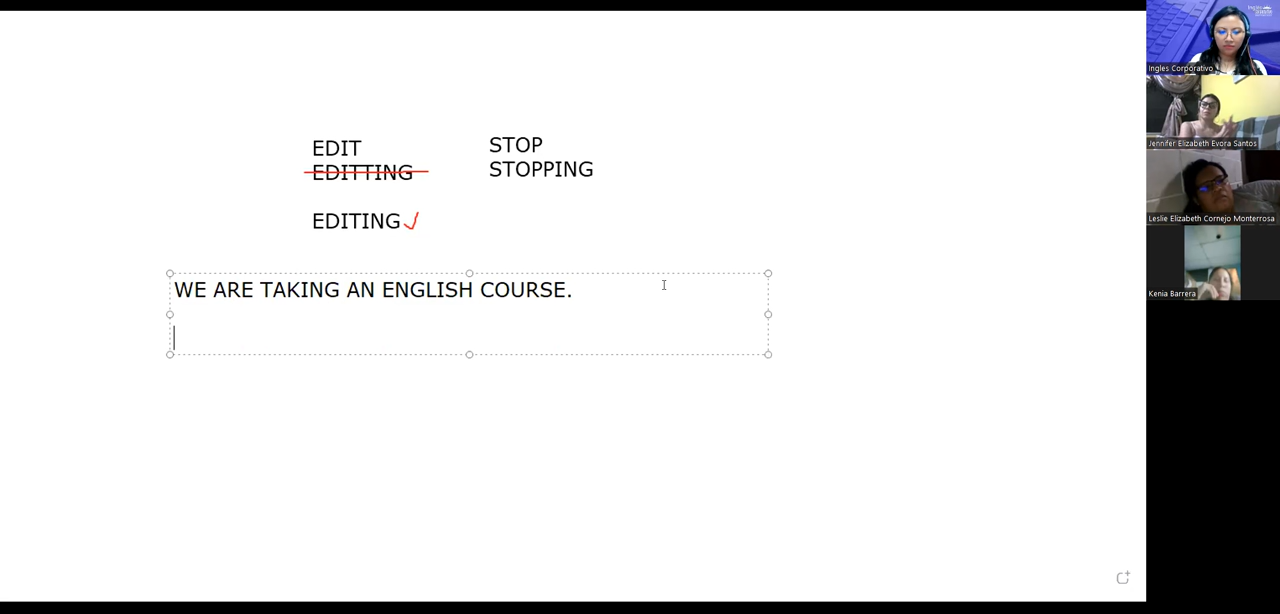 EDIT
EDITTING
EDITING
STOP
STOPPING
WE ARE TAKING AN ENGLISH COURSE.
Ingles Corporativo
Jennifer Elizabeth Evora Santos
Leslie Elizabeth Cornejo Monterrosa
Kenia Barrera